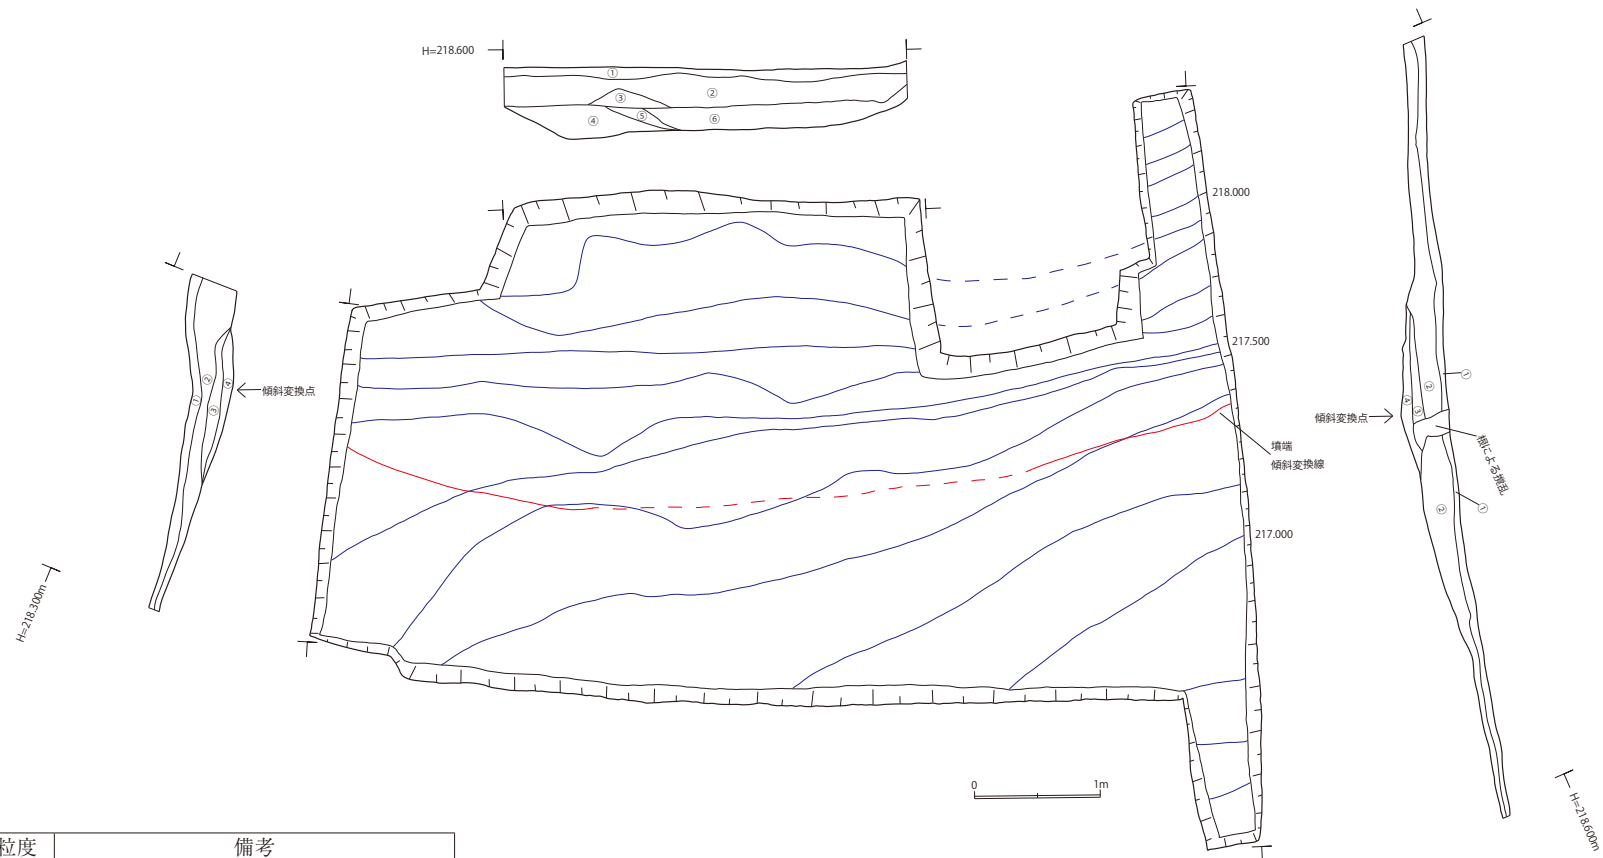 H=218.600
①
②
③
④
⑤
⑥
218.000
217.500
217.000
墳端
傾斜変換線
①
②
③
④
傾斜変換点
H=218.300m
傾斜変換点
①
②
③
④
根による撹乱
①
②
H=218.600m
0 1m
粒度 備考